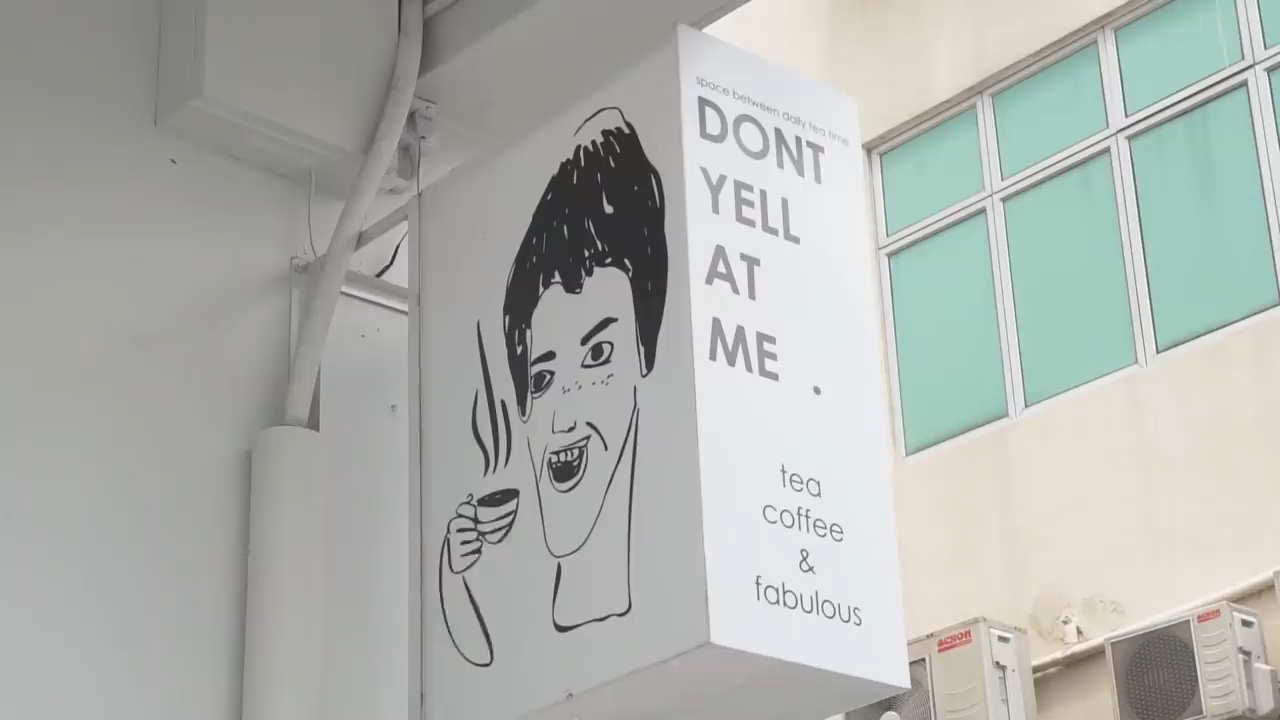 space between daily tea time
DONT
YELL
AT
ME .
tea
coffee
&
fabulous
ACSON
ACSON